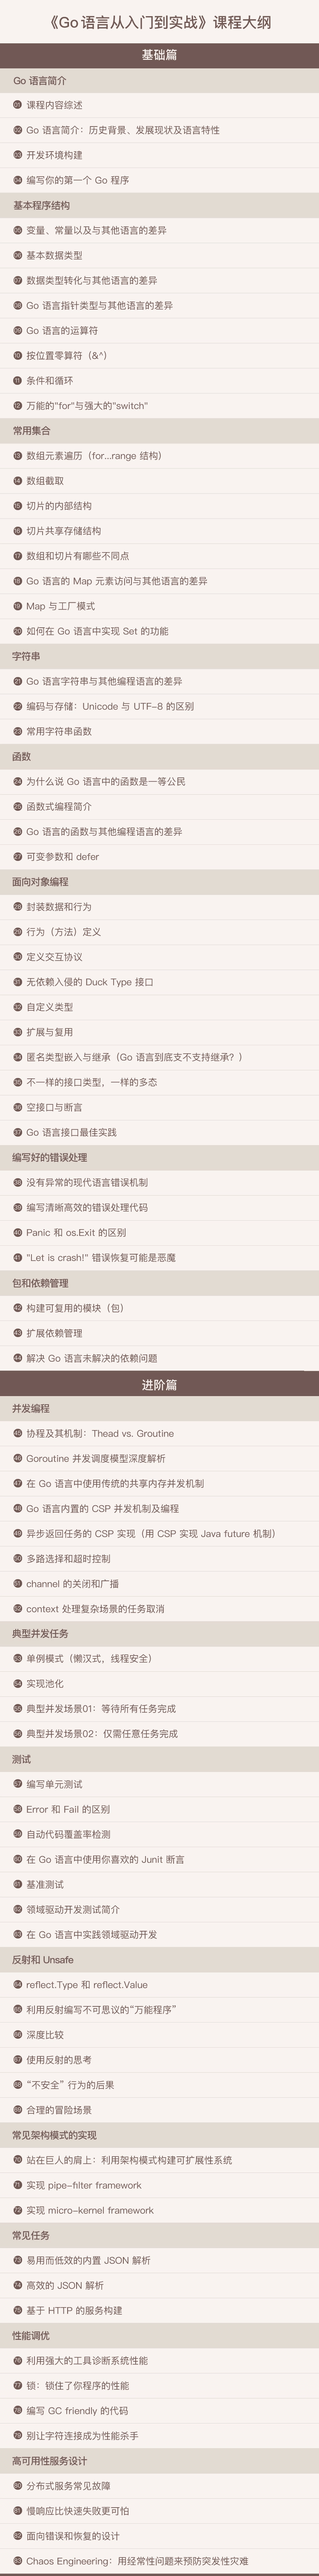 《Go语言从入门到实战》课程大纲
基础篇
Go 语言简介
01 课程内容综述
02 Go 语言简介：历史背景、发展现状及语言特性
03 开发环境构建
04 编写你的第一个 Go 程序
基本程序结构
05 变量、常量以及与其他语言的差异
06 基本数据类型
07 数据类型转化与其他语言的差异
08 Go 语言指针类型与其他语言的差异
09 Go 语言的运算符
10 按位置零算符（&^）
11 条件和循环
12 万能的"for"与强大的"switch"
常用集合
13 数组元素遍历（for...range 结构）
14 数组截取
15 切片的内部结构
16 切片共享存储结构
17 数组和切片有哪些不同点
18 Go 语言的 Map 元素访问与其他语言的差异
19 Map 与工厂模式
20 如何在 Go 语言中实现 Set 的功能
字符串
21 Go 语言字符串与其他编程语言的差异
22 编码与存储：Unicode 与 UTF-8 的区别
23 常用字符串函数
函数
24 为什么说 Go 语言中的函数是一等公民
25 函数式编程简介
26 Go 语言的函数与其他编程语言的差异
27 可变参数和 defer
面向对象编程
28 封装数据和行为
29 行为（方法）定义
30 定义交互协议
31 无依赖入侵的 Duck Type 接口
32 自定义类型
33 扩展与复用
34 匿名类型嵌入与继承（Go 语言到底支不支持继承？）
35 不一样的接口类型，一样的多态
36 空接口与断言
37 Go 语言接口最佳实践
编写好的错误处理
38 没有异常的现代语言错误机制
39 编写清晰高效的错误处理代码
40 Panic 和 os.Exit 的区别
41 "Let is crash!" 错误恢复可能是恶魔
包和依赖管理
42 构建可复用的模块（包）
43 扩展依赖管理
44 解决 Go 语言未解决的依赖问题
进阶篇
并发编程
45 协程及其机制：Thead vs. Groutine
46 Goroutine 并发调度模型深度解析
47 在 Go 语言中使用传统的共享内存并发机制
48 Go 语言内置的 CSP 并发机制及编程
49 异步返回任务的 CSP 实现（用 CSP 实现 Java future 机制）
50 多路选择和超时控制
51 channel 的关闭和广播
52 context 处理复杂场景的任务取消
典型并发任务
53 单例模式（懒汉式，线程安全）
54 实现池化
55 典型并发场景01：等待所有任务完成
56 典型并发场景02：仅需任意任务完成
测试
57 编写单元测试
58 Error 和 Fail 的区别
59 自动代码覆盖率检测
60 在 Go 语言中使用你喜欢的 Junit 断言
61 基准测试
62 领域驱动开发测试简介
63 在 Go 语言中实践领域驱动开发
反射和 Unsafe
64 reflect.Type 和 reflect.Value
65 利用反射编写不可思议的“万能程序”
66 深度比较
67 使用反射的思考
68 “不安全”行为的后果
69 合理的冒险场景
常见架构模式的实现
70 站在巨人的肩上：利用架构模式构建可扩展性系统
71 实现 pipe-filter framework
72 实现 micro-kernel framework
常见任务
73 易用而低效的内置 JSON 解析
74 高效的 JSON 解析
75 基于 HTTP 的服务构建
性能调优
76 利用强大的工具诊断系统性能
77 锁：锁住了你程序的性能
78 编写 GC friendly 的代码
79 别让字符连接成为性能杀手
高可用性服务设计
80 分布式服务常见故障
81 慢响应比快速失败更可怕
82 面向错误和恢复的设计
83 Chaos Engineering：用经常性问题来预防突发性灾难